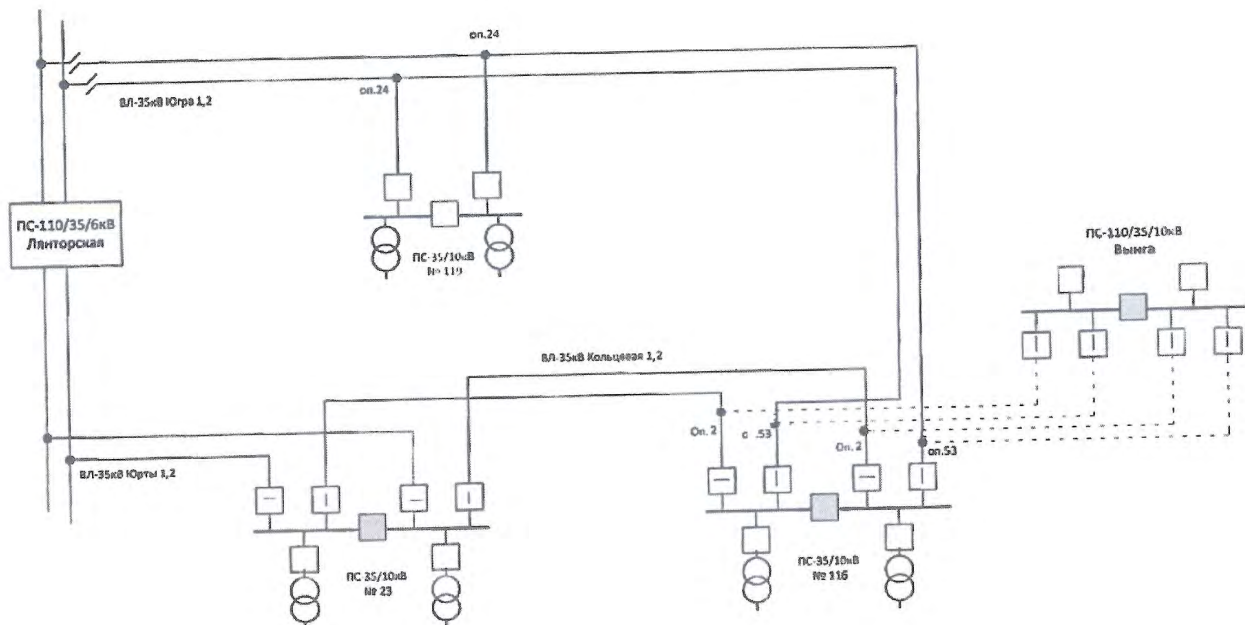 оп.24
оп.24
ВЛ-35кВ Югра 1,2
ПС-110/35/6кВ
Лянторская
ПС-35/10кВ
№ 119
ПС-110/35/10кВ
Вынга
ВЛ-35кВ Кольцевая 1,2
Оп. 2
.53
Оп.2
оп.53
ВЛ-35кВ Юрты 1,2
ПС 35/10кВ
№ 23
ПС-35/10кВ
№ 116